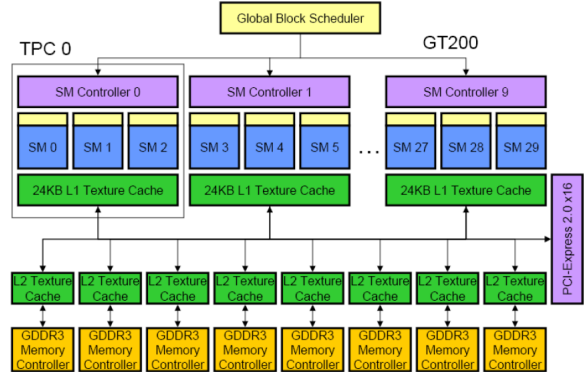 Global Block Scheduler
TPC 0
GT200
SM Controller 0
SM Controller 1
SM Controller 9
SM 0
SM 1
SM 2
SM 3
SM 4
SM 5
...
SM 27
SM 28
SM 29
24KB L1 Texture Cache
24KB L1 Texture Cache
24KB L1 Texture Cache
PCI-Express 2.0 x16
L2 Texture
Cache
L2 Texture
Cache
L2 Texture
Cache
L2 Texture
Cache
L2 Texture
Cache
L2 Texture
Cache
L2 Texture
Cache
L2 Texture
Cache
GDDR3
Memory
Controller
GDDR3
Memory
Controller
GDDR3
Memory
Controller
GDDR3
Memory
Controller
GDDR3
Memory
Controller
GDDR3
Memory
Controller
GDDR3
Memory
Controller
GDDR3
Memory
Controller